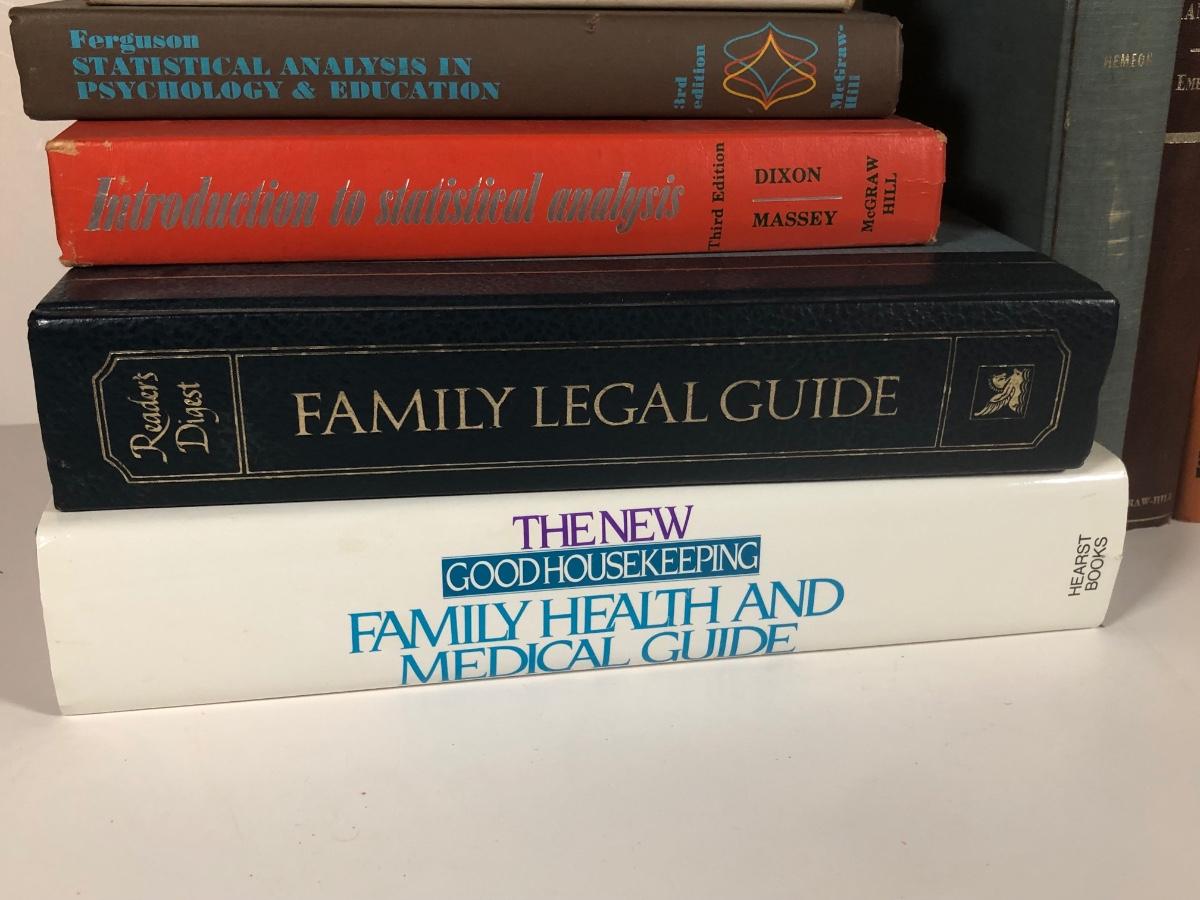 Ferguson
STATISTICAL ANALYSIS IN
PSYCHOLOGY & EDUCATION
3rd
edition
McGraw-
Hill
Introduction to statistical analysis
Third Edition
DIXON
MASSEY
McGRAW
HILL
Reader's
Digest
FAMILY LEGAL GUIDE
THE NEW
GOOD HOUSEKEEPING
FAMILY HEALTH AND
MEDICAL GUIDE
HEARST
BOOKS
HEMEON